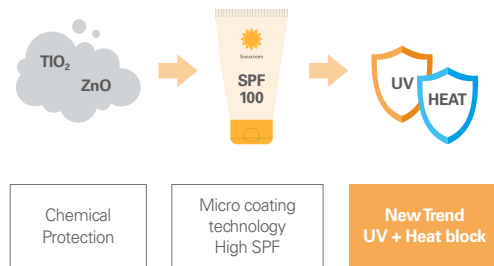 TIO₂
ZnO
Sunscreen
SPF
100
UV
HEAT
Chemical
Protection
Micro coating
technology
High SPF
New Trend
UV + Heat block